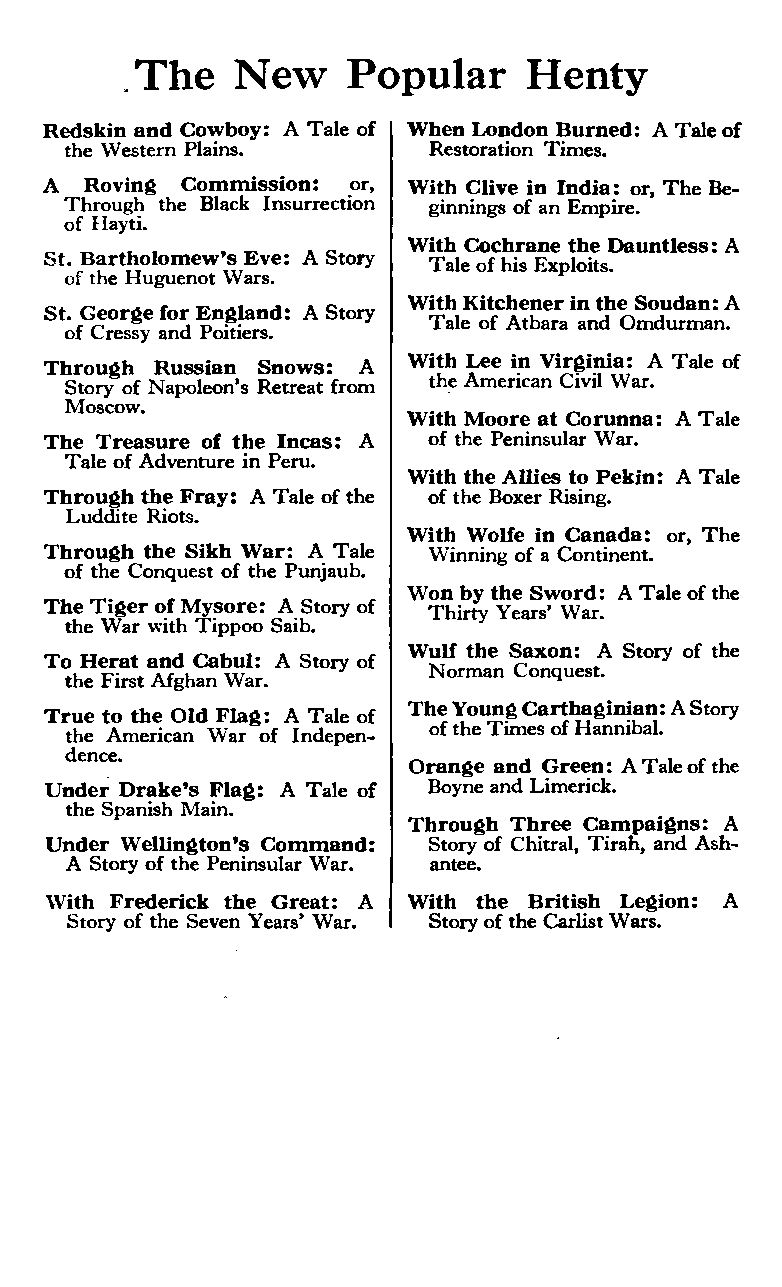 The New Popular Henty
Redskin and Cowboy: A Tale of
the Western Plains.
A Roving Commission: or,
Through the Black Insurrection
of Hayti.
St. Bartholomew's Eve: A Story
of the Huguenot Wars.
St. George for England: A Story
of Cressy and Poitiers.
Through Russian Snows: A
Story of Napoleon's Retreat from
Moscow.
The Treasure of the Incas: A
Tale of Adventure in Peru.
Through the Fray: A Tale of the
Luddite Riots.
Through the Sikh War: A Tale
of the Conquest of the Punjaub.
The Tiger of Mysore: A Story of
the War with Tippoo Saib.
To Herat and Cabul: A Story of
the First Afghan War.
True to the Old Flag: A Tale of
the American War of Indepen-
dence.
Under Drake's Flag: A Tale of
the Spanish Main.
Under Wellington's Command:
A Story of the Peninsular War.
With Frederick the Great: A
Story of the Seven Years' War.
When London Burned: A Tale of
Restoration Times.
With Clive in India: or, The Be-
ginnings of an Empire.
With Cochrane the Dauntless: A
Tale of his Exploits.
With Kitchener in the Soudan: A
Tale of Atbara and Omdurman.
With Lee in Virginia: A Tale of
the American Civil War.
With Moore at Corunna: A Tale
of the Peninsular War.
With the Allies to Pekin: A Tale
of the Boxer Rising.
With Wolfe in Canada: or, The
Winning of a Continent.
Won by the Sword: A Tale of the
Thirty Years' War.
Wulf the Saxon: A Story of the
Norman Conquest.
The Young Carthaginian: A Story
of the Times of Hannibal.
Orange and Green: A Tale of the
Boyne and Limerick.
Through Three Campaigns: A
Story of Chitral, Tirah, and Ash-
antee.
With the British Legion: A
Story of the Carlist Wars.